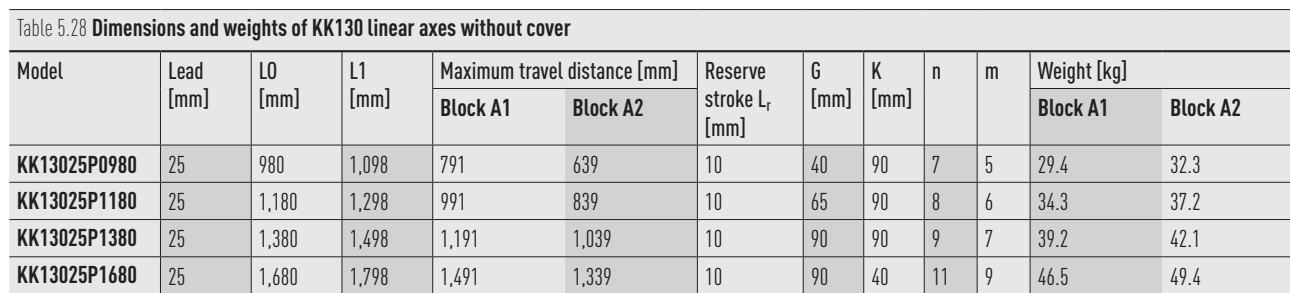 Table 5.28 Dimensions and weights of KK130 linear axes without cover
Model Lead [mm] L0 [mm] L1 [mm] Maximum travel distance [mm] Reserve stroke Lr [mm] G [mm] K [mm] n m Weight [kg]
Block A1 Block A2 Block A1 Block A2
KK13025P0980 25 980 1,098 791 639 10 40 90 7 5 29.4 32.3
KK13025P1180 25 1,180 1,298 991 839 10 65 90 8 6 34.3 37.2
KK13025P1380 25 1,380 1,498 1,191 1,039 10 90 90 9 7 39.2 42.1
KK13025P1680 25 1,680 1,798 1,491 1,339 10 90 40 11 9 46.5 49.4